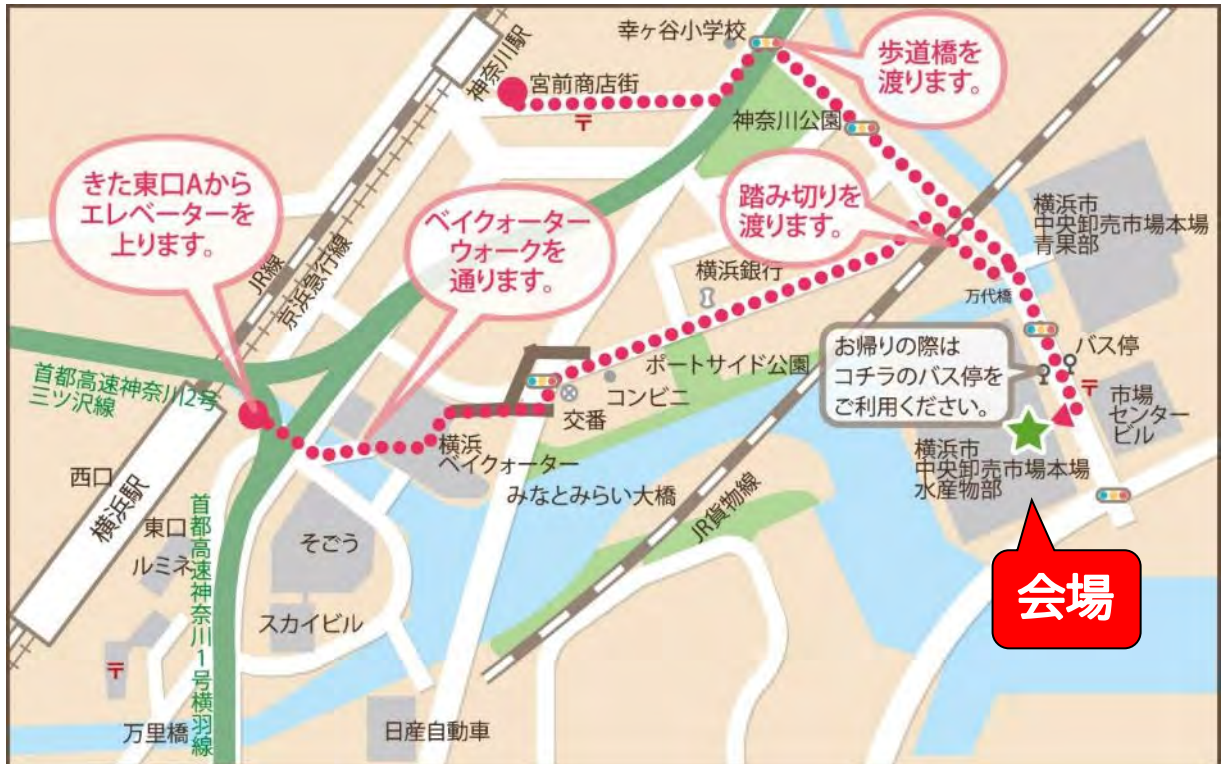 幸ヶ谷小学校
歩道橋を
渡ります。
神奈川駅
宮前商店街
〒
神奈川公園
きた東口Aから
エレベーターを
上ります。
ベイクォーター
ウォークを
通ります。
踏み切りを
渡ります。
横浜市
中央卸売市場本場
青果部
JR線
京浜急行線
横浜銀行
万代橋
お帰りの際は
コチラのバス停を
ご利用ください。
バス停
〒
首都高速神奈川2号
三ツ沢線
ポートサイド公園
コンビニ
交番
市場
センター
ビル
横浜
ベイクォーター
横浜市
中央卸売市場本場
水産物部
みなとみらい大橋
JR貨物線
西口
横浜駅
東口
ルミネ
首都高速神奈川1号横羽線
そごう
スカイビル
会場
〒
万里橋
日産自動車